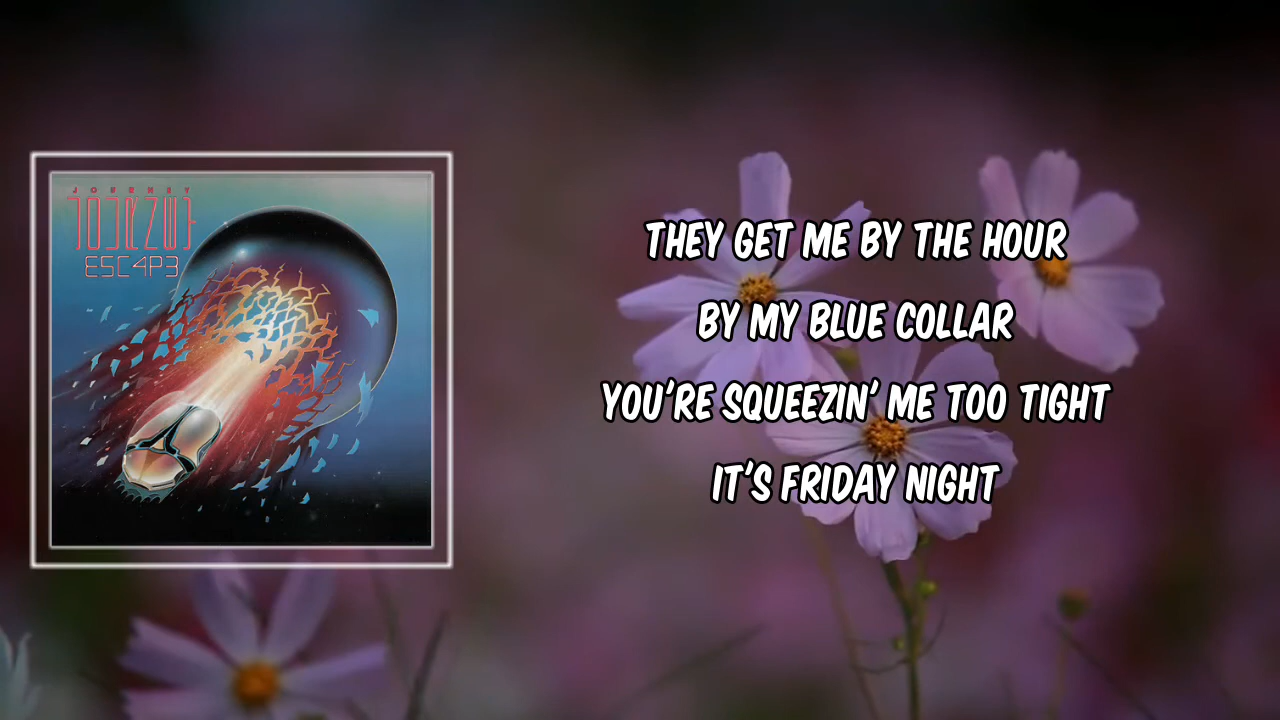 JOURNEY
E5C4P3
THEY GET ME BY THE HOUR
BY MY BLUE COLLAR
YOU'RE SQUEEZIN' ME TOO TIGHT
IT'S FRIDAY NIGHT